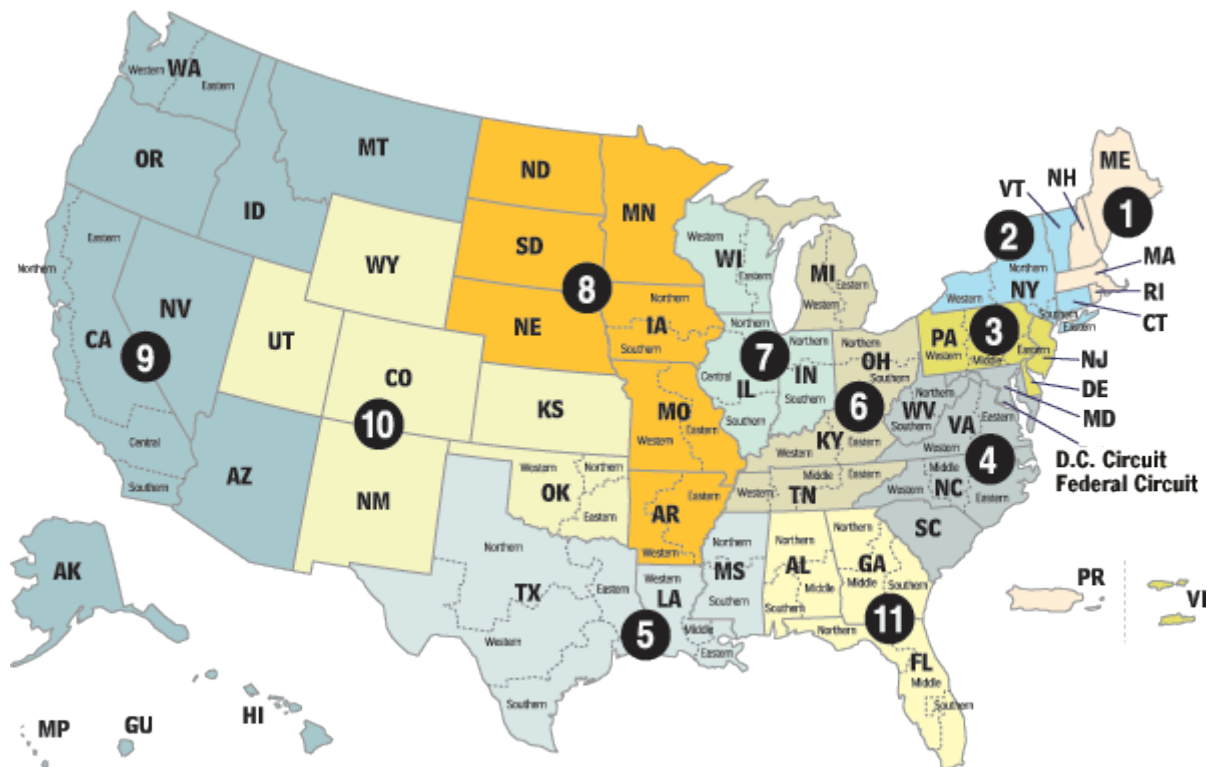 WA
Western
Eastern
OR
MT
ID
ND
MN
SD
WY
NE
8
Northern
IA
Southern
Eastern
Northern
NV
CA
9
UT
CO
10
KS
Central
Southern
AZ
NM
Western
Northern
OK
Eastern
MO
Western
Eastern
Eastern
AR
Western
Western
WI
Eastern
MI
Eastern
Western
Northern
7
Central
IL
Southern
IN
Southern
Northern
OH
Southern
6
KY
Western
Eastern
Middle
Eastern
Western
TN
ME
NH
VT
1
2
MA
Northern
NY
Western
RI
Southern
Eastern
CT
PA
3
Western
Middle
Eastern
NJ
DE
MD
Northern
WV
Southern
VA
Eastern
Western
4
D.C. Circuit
Federal Circuit
Middle
Western
NC
Eastern
SC
Northern
TX
Eastern
Western
Southern
Western
LA
5
Middle
Eastern
Northern
MS
Southern
Northern
AL
Middle
Southern
Northern
GA
Middle
Southern
11
Northern
FL
Middle
Southern
PR
VI
AK
HI
GU
MP